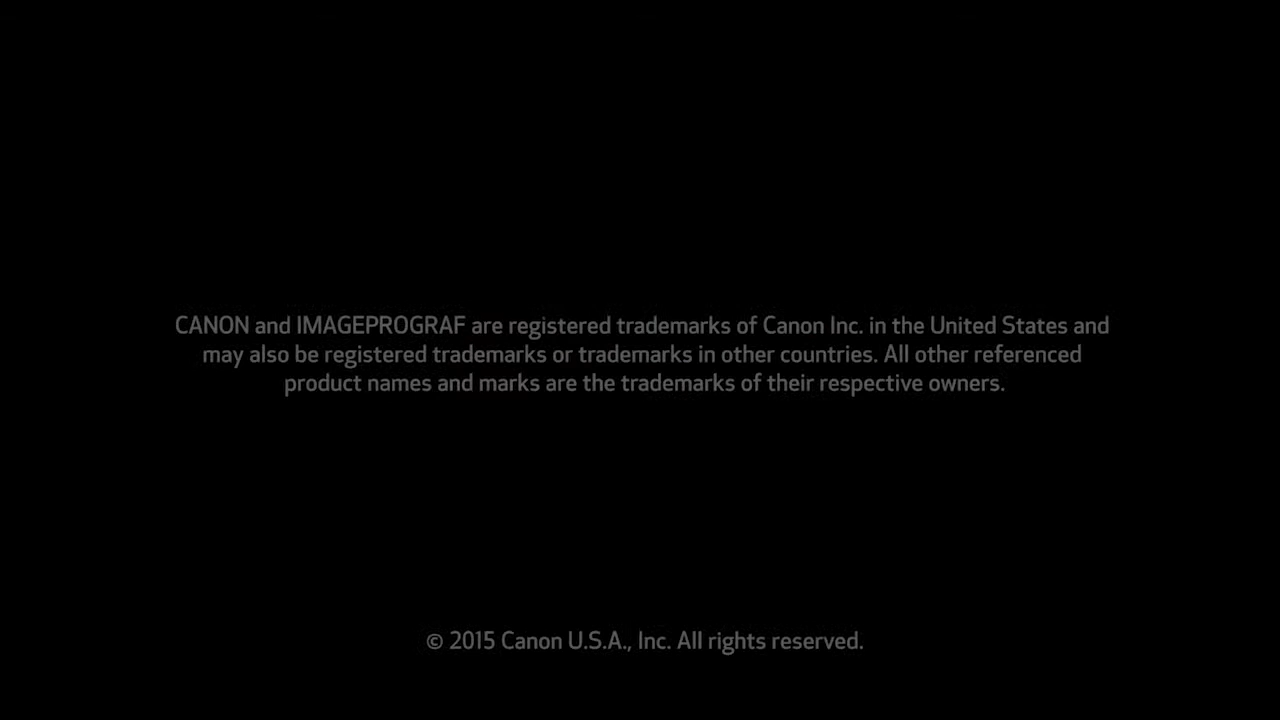 CANON and IMAGEPROGRAF are registered trademarks of Canon Inc. in the United States and
may also be registered trademarks or trademarks in other countries. All other referenced
product names and marks are the trademarks of their respective owners.
© 2015 Canon U.S.A., Inc. All rights reserved.